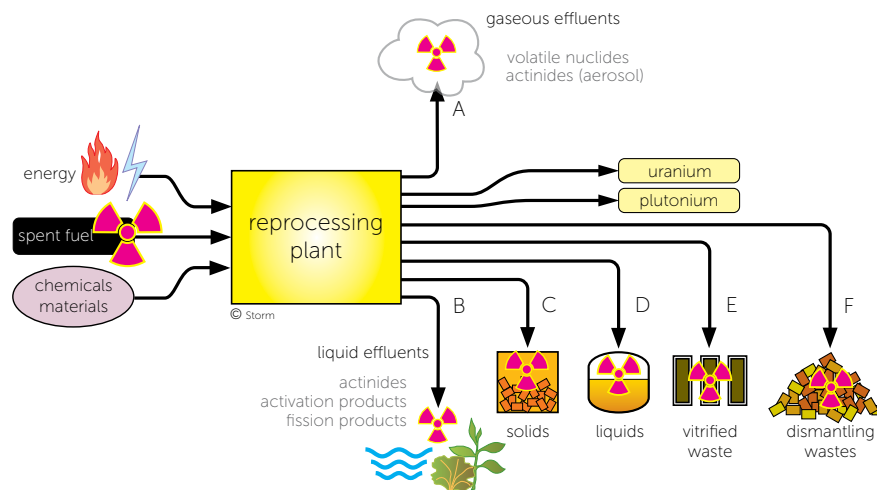 gaseous effluents
volatile nuclides
actinides (aerosol)
A
energy
uranium
plutonium
spent fuel
reprocessing
plant
chemicals
materials
© Storm
B
C
D
E
F
liquid effluents
actinides
activation products
fission products
solids
liquids
vitrified
waste
dismantling
wastes